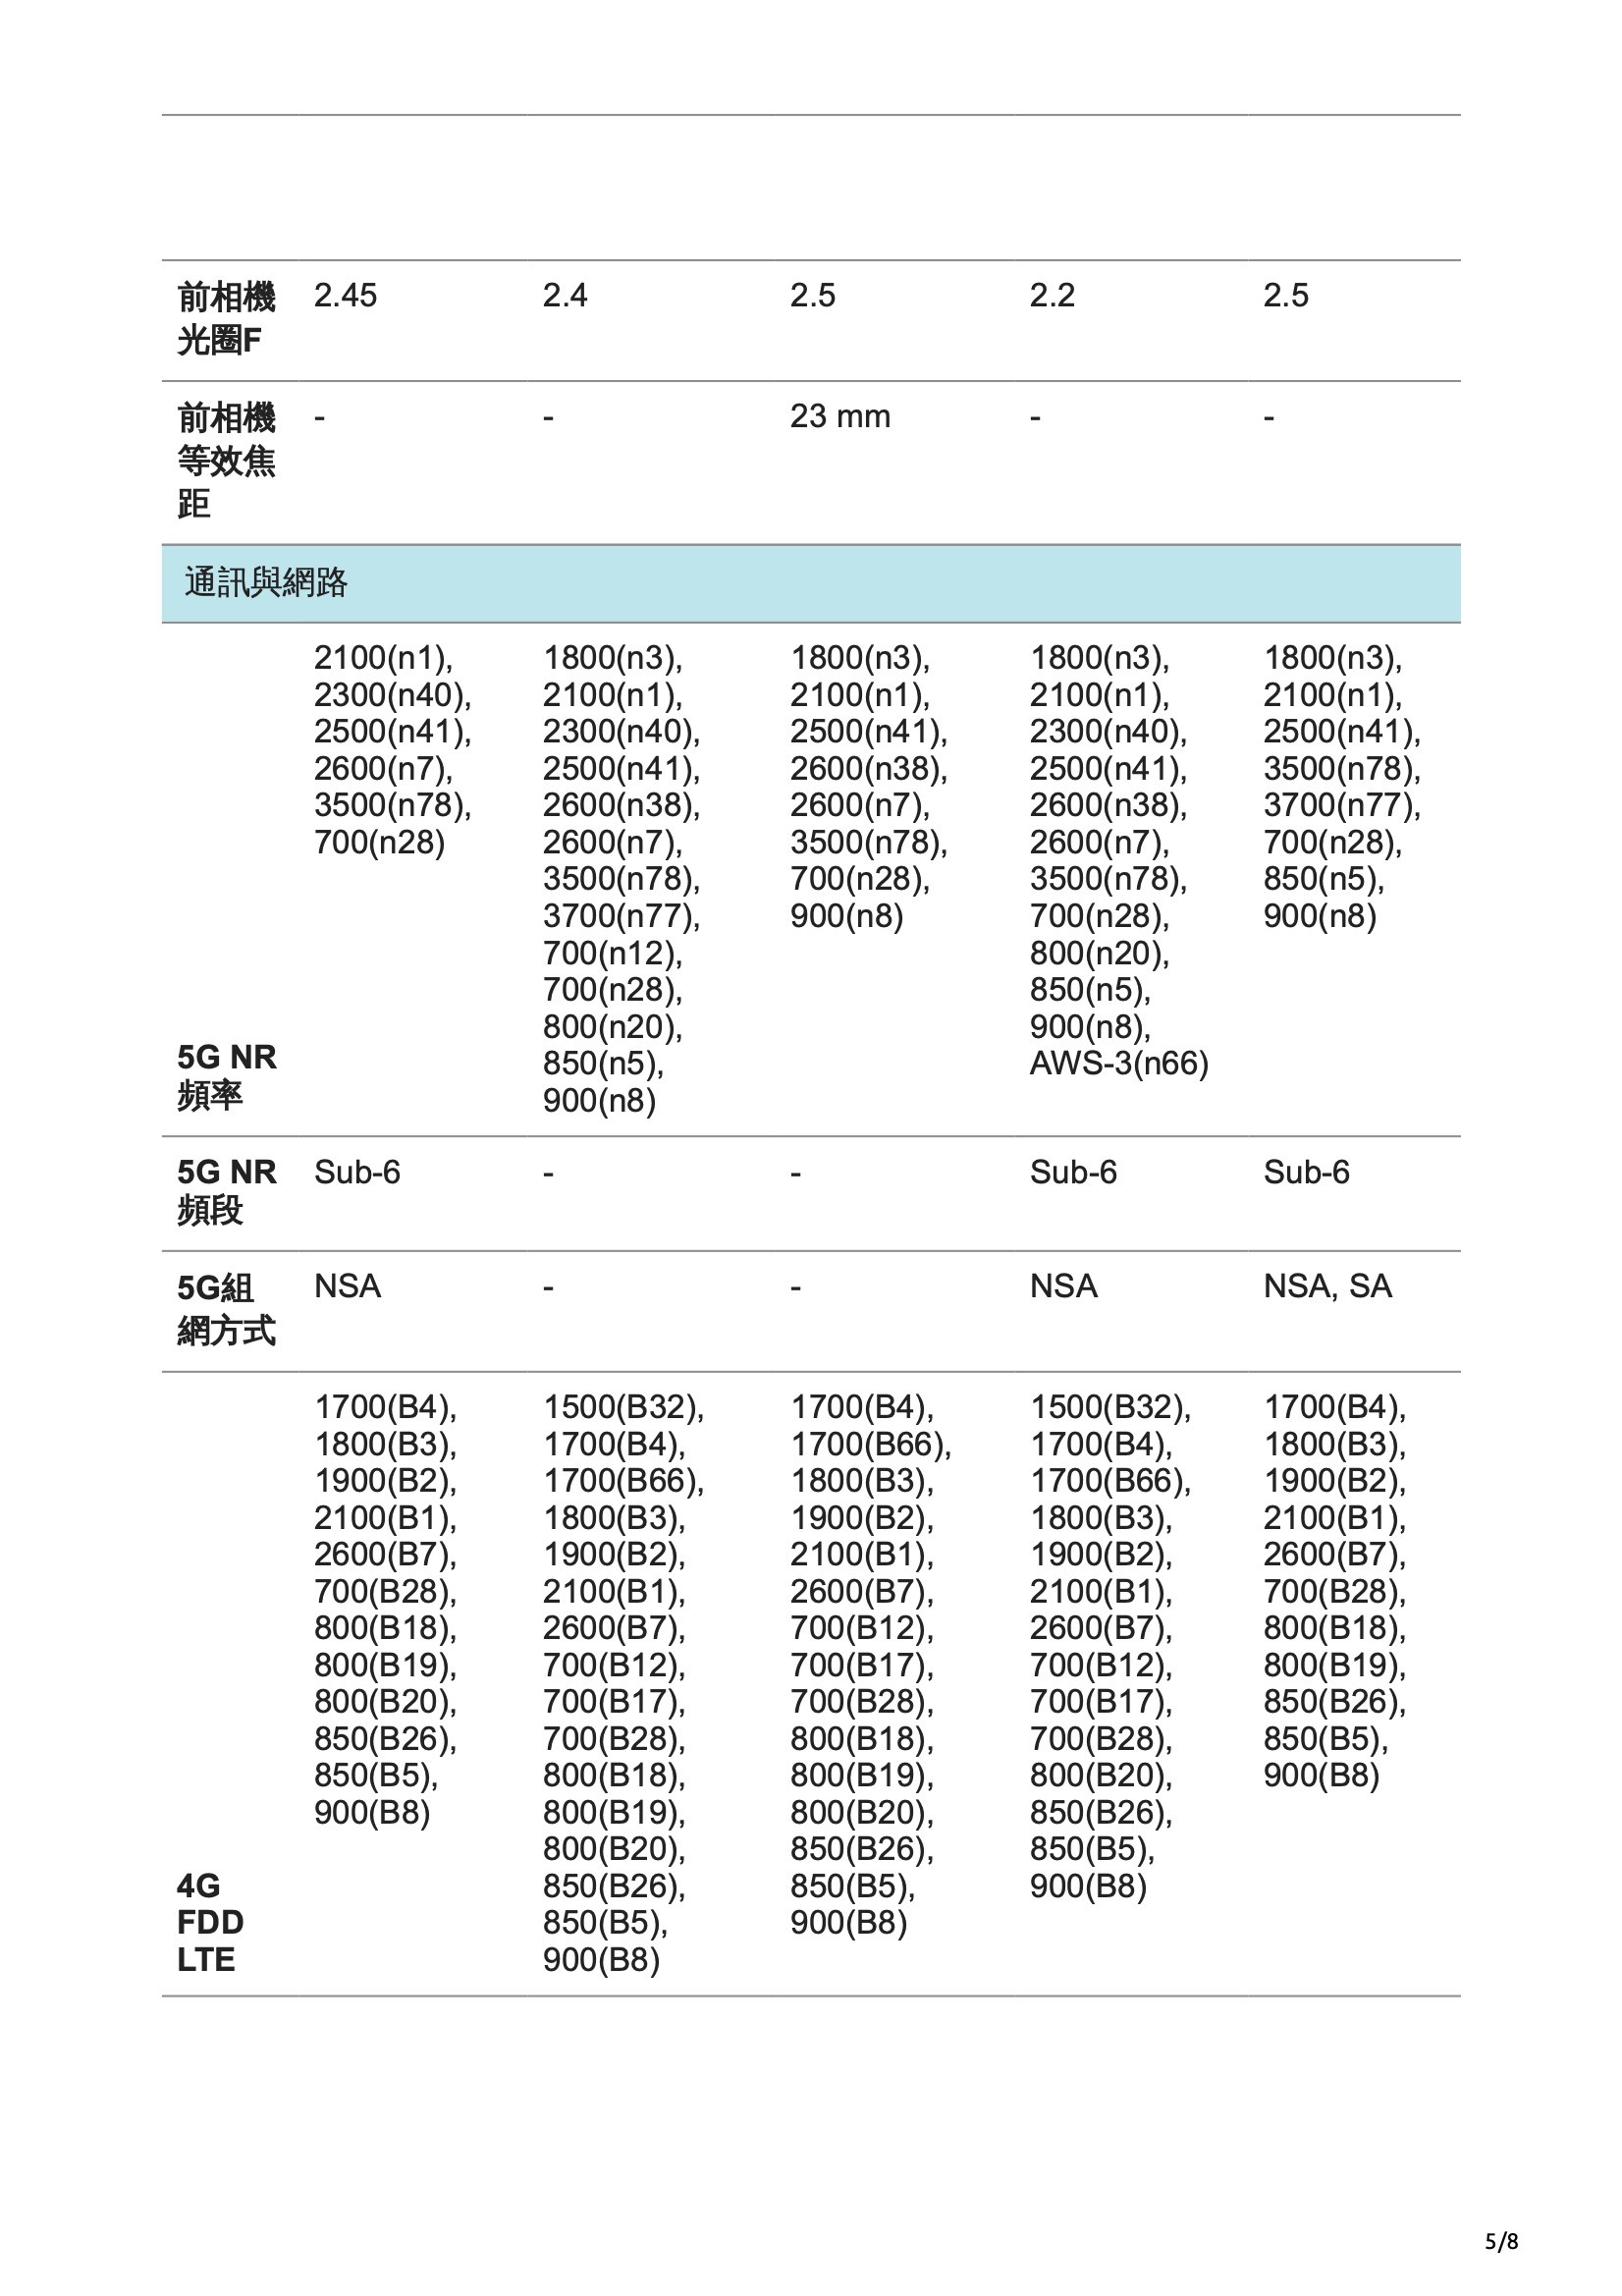 前相機 2.45 2.4 2.5 2.2 2.5
光圈F
前相機 - - 23 mm - -
等效焦
距
通訊與網路
2100(n1), 1800(n3), 1800(n3), 1800(n3), 1800(n3),
2300(n40), 2100(n1), 2100(n1), 2100(n1), 2100(n1),
2500(n41), 2300(n40), 2500(n41), 2300(n40), 2500(n41),
2600(n7), 2500(n41), 2600(n38), 2500(n41), 3500(n78),
3500(n78), 2600(n38), 2600(n7), 2600(n38), 3700(n77),
700(n28) 2600(n7), 3500(n78), 2600(n7), 700(n28),
3500(n78), 700(n28), 3500(n78), 850(n5),
3700(n77), 900(n8) 700(n28), 900(n8)
700(n12), 800(n20),
700(n28), 850(n5),
800(n20), 900(n8),
5G NR 850(n5), AWS-3(n66)
頻率 900(n8)
5G NR Sub-6 - - Sub-6 Sub-6
頻段
5G組 NSA - - NSA NSA, SA
網方式
1700(B4), 1500(B32), 1700(B4), 1500(B32), 1700(B4),
1800(B3), 1700(B4), 1700(B66), 1700(B4), 1800(B3),
1900(B2), 1700(B66), 1800(B3), 1700(B66), 1900(B2),
2100(B1), 1800(B3), 1900(B2), 1800(B3), 2100(B1),
2600(B7), 1900(B2), 2100(B1), 1900(B2), 2600(B7),
700(B28), 2100(B1), 2600(B7), 2100(B1), 700(B28),
800(B18), 2600(B7), 700(B12), 2600(B7), 800(B18),
800(B19), 700(B12), 700(B17), 700(B12), 800(B19),
800(B20), 700(B17), 700(B28), 700(B17), 850(B26),
850(B26), 700(B28), 800(B18), 700(B28), 850(B5),
850(B5), 800(B18), 800(B19), 800(B20), 900(B8)
900(B8) 800(B19), 800(B20), 850(B26),
800(B20), 850(B26), 850(B5),
4G 850(B26), 850(B5), 900(B8)
FDD 850(B5), 900(B8)
LTE 900(B8)
5/8